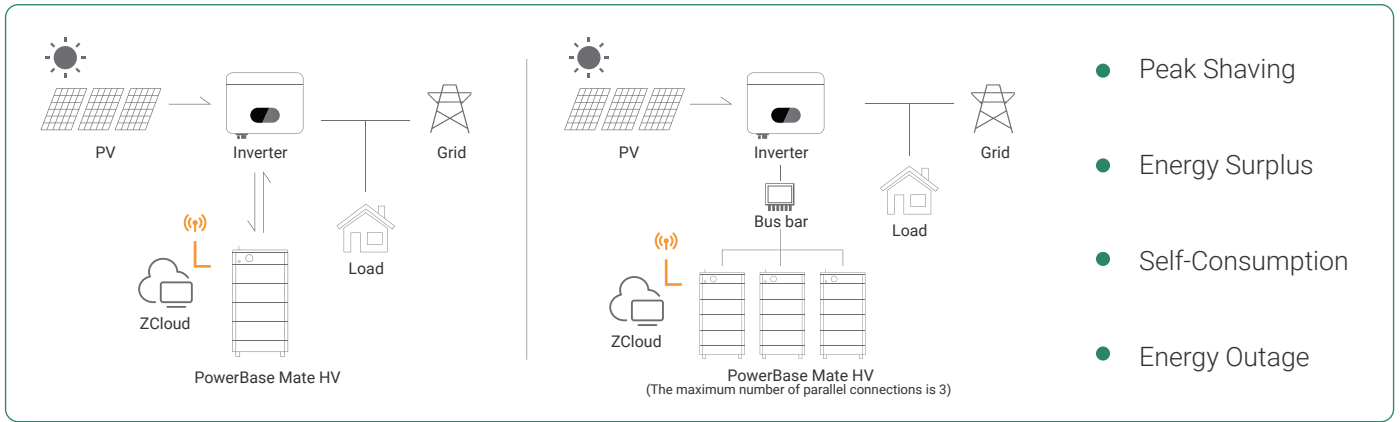 PV
Inverter
Grid
Load
ZCloud
PowerBase Mate HV
PV
Inverter
Grid
Bus bar
Load
ZCloud
PowerBase Mate HV
(The maximum number of parallel connections is 3)
Peak Shaving
Energy Surplus
Self-Consumption
Energy Outage